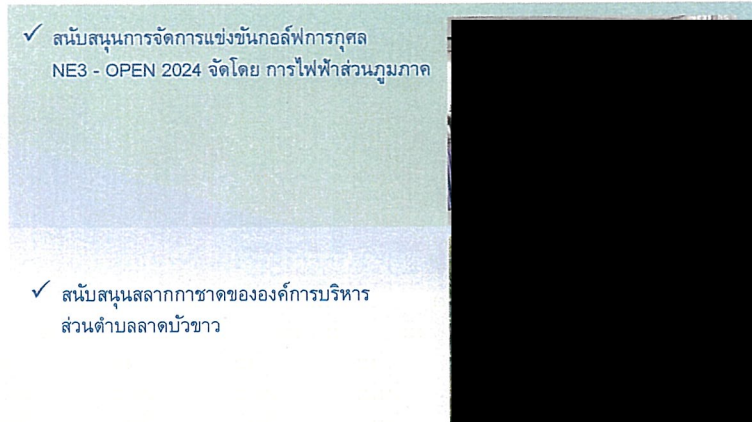 ✓ สนับสนุนการจัดการแข่งขันกอล์ฟการกุศล
NE3 - OPEN 2024 จัดโดย การไฟฟ้าส่วนภูมภาค
✓ สนับสนุนสลากกาชาดขององค์การบริหาร
ส่วนตำบลลาดบัวขาว